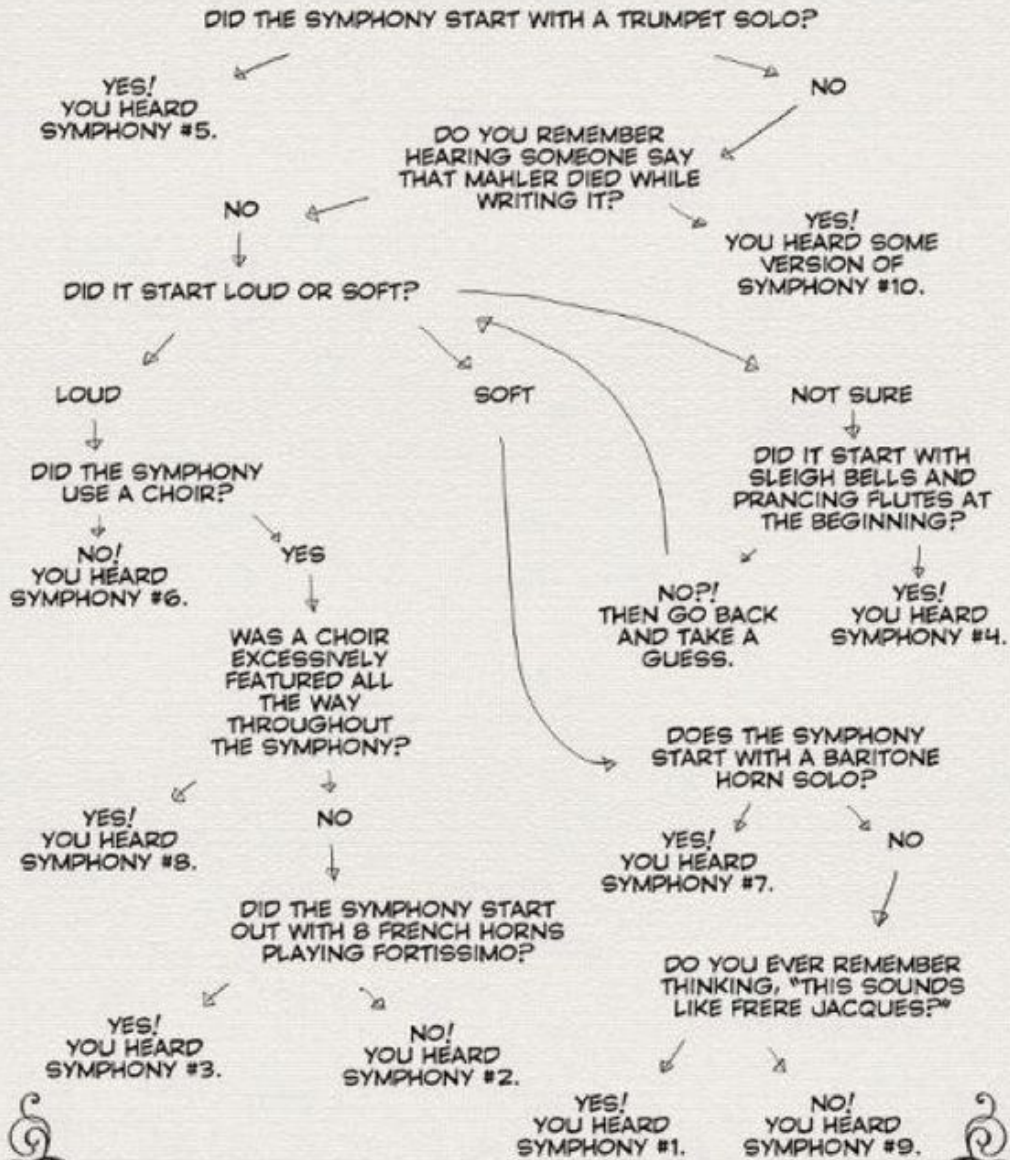 DID THE SYMPHONY START WITH A TRUMPET SOLO?
YES!
YOU HEARD
SYMPHONY #5.
NO
DO YOU REMEMBER
HEARING SOMEONE SAY
THAT MAHLER DIED WHILE
WRITING IT?
NO
YES!
YOU HEARD SOME
VERSION OF
SYMPHONY #10.
DID IT START LOUD OR SOFT?
LOUD
SOFT
NOT SURE
DID THE SYMPHONY
USE A CHOIR?
DID IT START WITH
SLEIGH BELLS AND
PRANCING FLUTES AT
THE BEGINNING?
NO!
YOU HEARD
SYMPHONY #6.
YES
NO?!
THEN GO BACK
AND TAKE A
GUESS.
YES!
YOU HEARD
SYMPHONY #4.
WAS A CHOIR
EXCESSIVELY
FEATURED ALL
THE WAY
THROUGHOUT
THE SYMPHONY?
DOES THE SYMPHONY
START WITH A BARITONE
HORN SOLO?
YES!
YOU HEARD
SYMPHONY #8.
NO
YES!
YOU HEARD
SYMPHONY #7.
NO
DID THE SYMPHONY START
OUT WITH 8 FRENCH HORNS
PLAYING FORTISSIMO?
DO YOU EVER REMEMBER
THINKING, "THIS SOUNDS
LIKE FRERE JACQUES?"
YES!
YOU HEARD
SYMPHONY #3.
NO!
YOU HEARD
SYMPHONY #2.
YES!
YOU HEARD
SYMPHONY #1.
NO!
YOU HEARD
SYMPHONY #9.